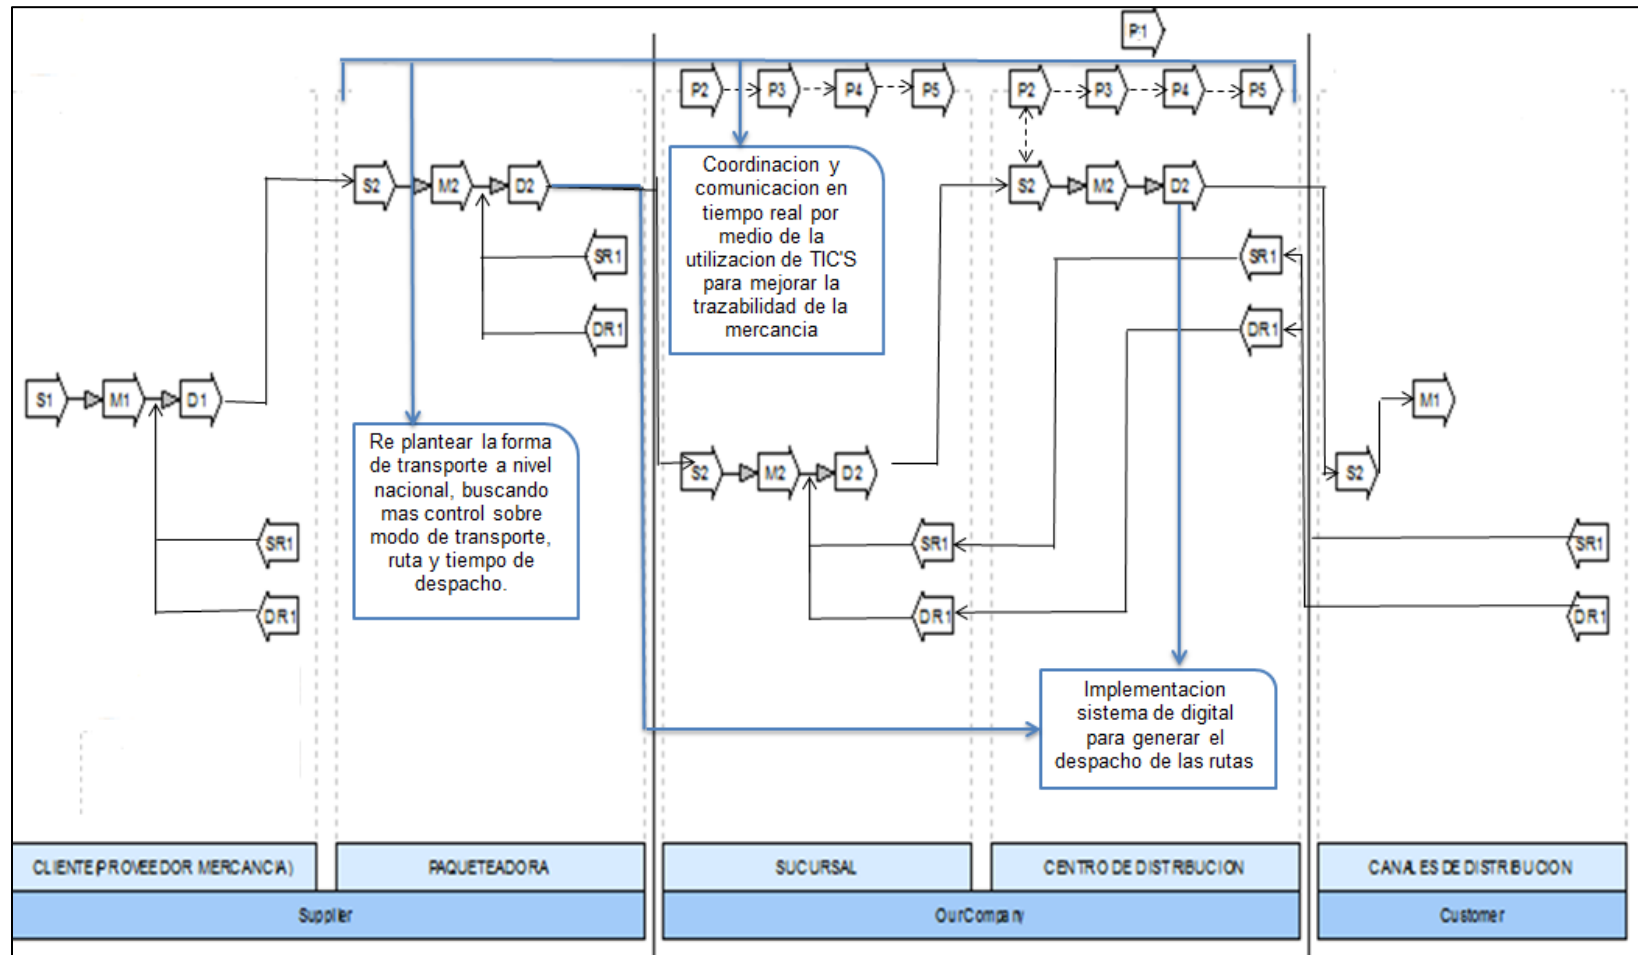 P1
P2
P3
P4
P5
P2
P3
P4
P5
S2
M2
D2
S2
M2
D2
Coordinacion y
comunicacion en
tiempo real por
medio de la
utilizacion de TIC'S
para mejorar la
trazabilidad de la
mercancia
SR1
SR1
DR1
DR1
S1
M1
D1
M1
Re plantear la forma
de transporte a nivel
nacional, buscando
mas control sobre
modo de transporte,
ruta y tiempo de
despacho.
S2
M2
D2
S2
SR1
SR1
SR1
DR1
DR1
DR1
Implementacion
sistema de digital
para generar el
despacho de las rutas
CLIENTE(PROVEEDOR MERCANCIA)
PAQUETEADORA
SUCURSAL
CENTRO DE DISTRIBUCION
CANALES DE DISTRIBUCION
Supplier
OurCompany
Customer